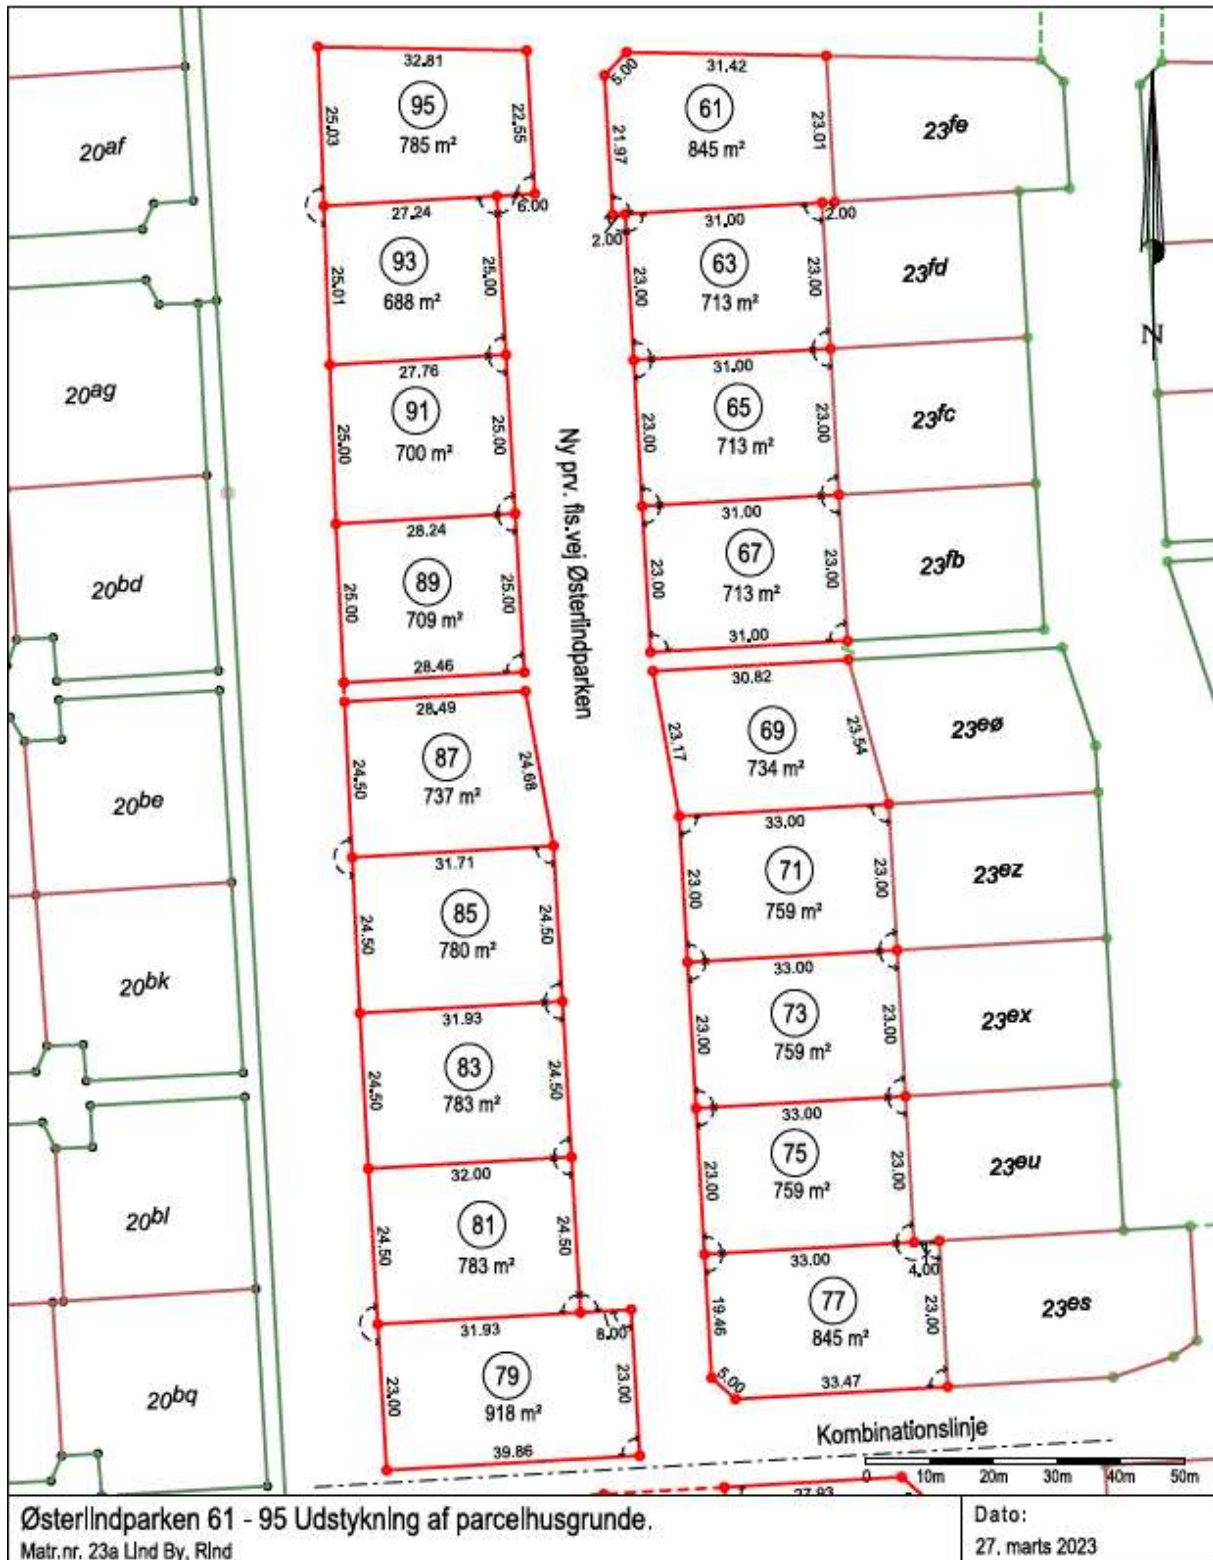 32.81
95
785 m²
25.03
22.55
6.00
27.24
93
688 m²
25.01
25.00
27.76
91
700 m²
25.00
25.00
28.24
89
709 m²
25.00
25.00
28.46
28.49
87
737 m²
24.50
24.68
31.71
85
780 m²
24.50
24.50
31.93
83
783 m²
24.50
24.50
32.00
81
783 m²
24.50
24.50
31.93
8.00
79
918 m²
23.00
23.00
39.86
Ny prv. fls.vej Østerlindparken
5.00
31.42
61
845 m²
21.97
23.01
2.00
31.00
2.00
63
713 m²
23.00
23.00
31.00
65
713 m²
23.00
23.00
31.00
67
713 m²
23.00
23.00
31.00
30.82
69
734 m²
23.17
23.54
33.00
71
759 m²
23.00
23.00
33.00
73
759 m²
23.00
23.00
33.00
75
759 m²
23.00
23.00
33.00
4.00
77
845 m²
19.46
23.00
5.00
33.47
20af
20ag
20bd
20be
20bk
20bl
20bq
23fe
23fd
23fc
23fb
23eø
23ez
23ex
23eu
23es
N
Kombinationslinje
0 10m 20m 30m 40m 50m
27.93
Østerlindparken 61 - 95 Udstykning af parcelhusgrunde.
Matr.nr. 23a Lind By, Rind
Dato:
27. marts 2023